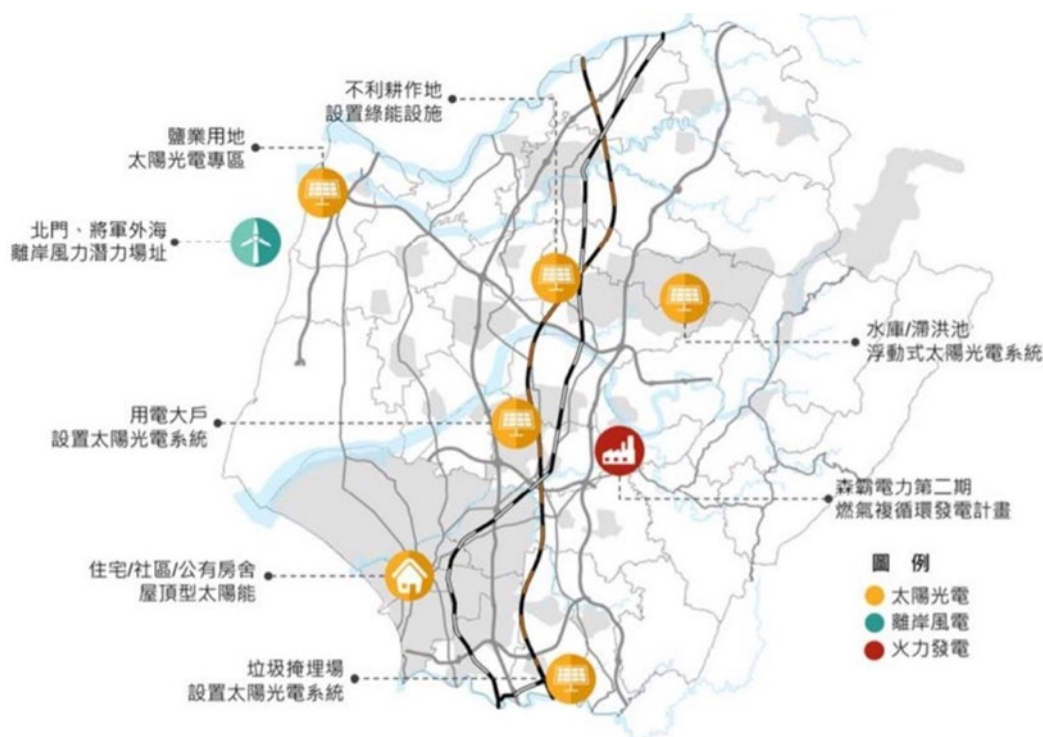 不利耕作地
設置綠能設施
鹽業用地
太陽光電專區
北門、將軍外海
離岸風力潛力場址
水庫/滯洪池
浮動式太陽光電系統
用電大戶
設置太陽光電系統
森霸電力第二期
燃氣複循環發電計畫
住宅/社區/公有房舍
屋頂型太陽能
垃圾掩埋場
設置太陽光電系統
圖 例
太陽光電
離岸風電
火力發電